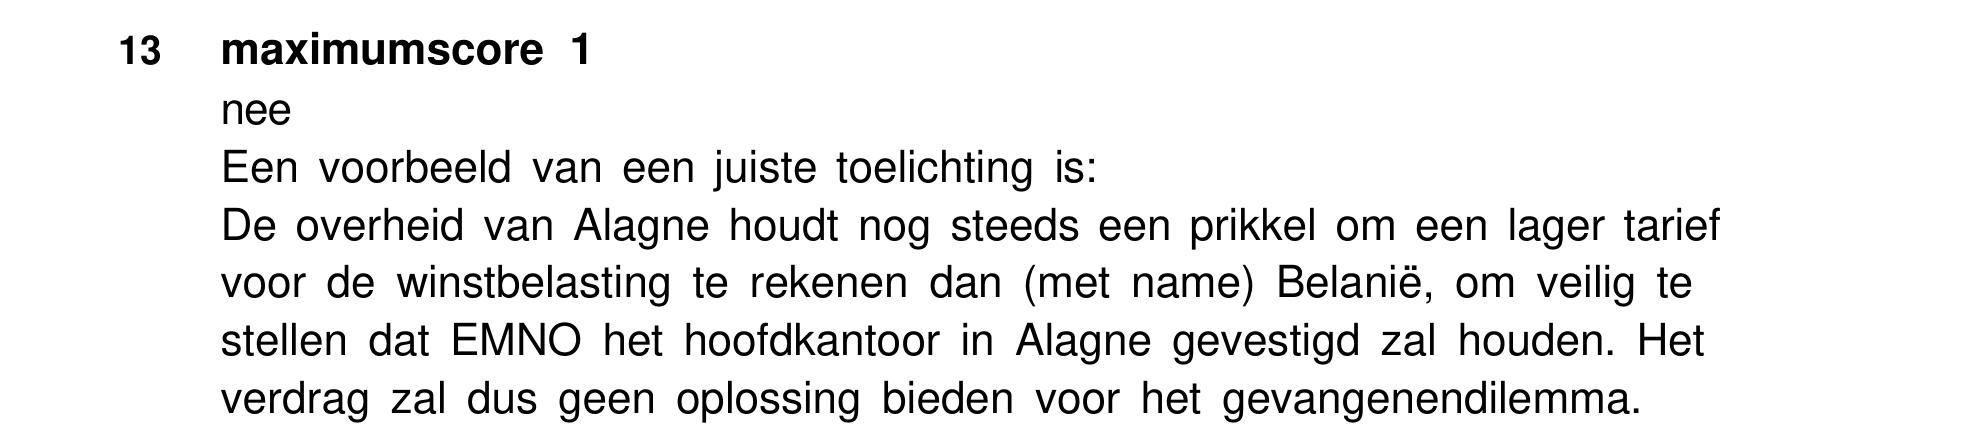 13 maximumscore 1
nee
Een voorbeeld van een juiste toelichting is:
De overheid van Alagne houdt nog steeds een prikkel om een lager tarief
voor de winstbelasting te rekenen dan (met name) Belanië, om veilig te
stellen dat EMNO het hoofdkantoor in Alagne gevestigd zal houden. Het
verdrag zal dus geen oplossing bieden voor het gevangenendilemma.